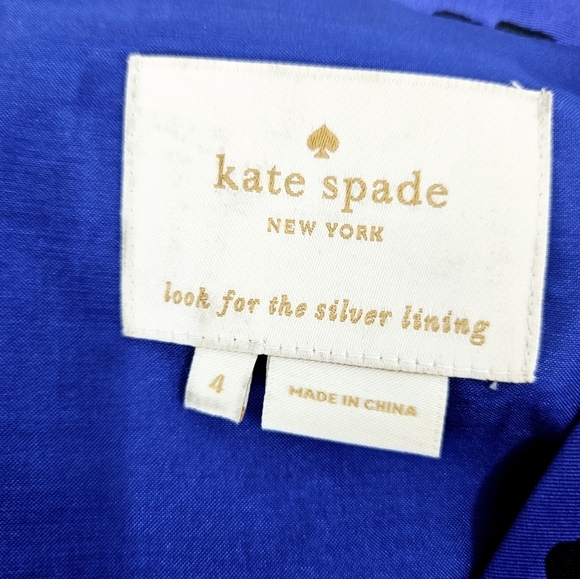 kate spade
NEW YORK
look for the silver lining
4
MADE IN CHINA